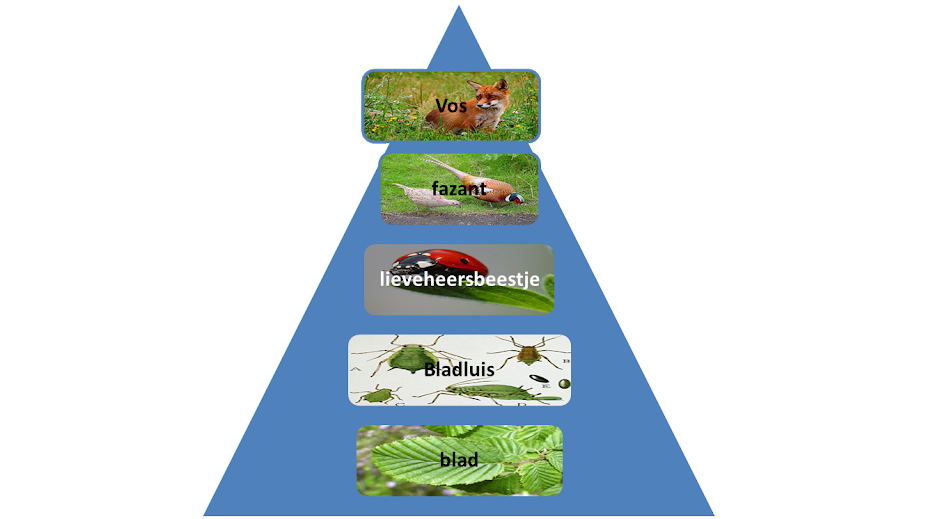 Vos
fazant
lieveheersbeestje
Bladluis
blad